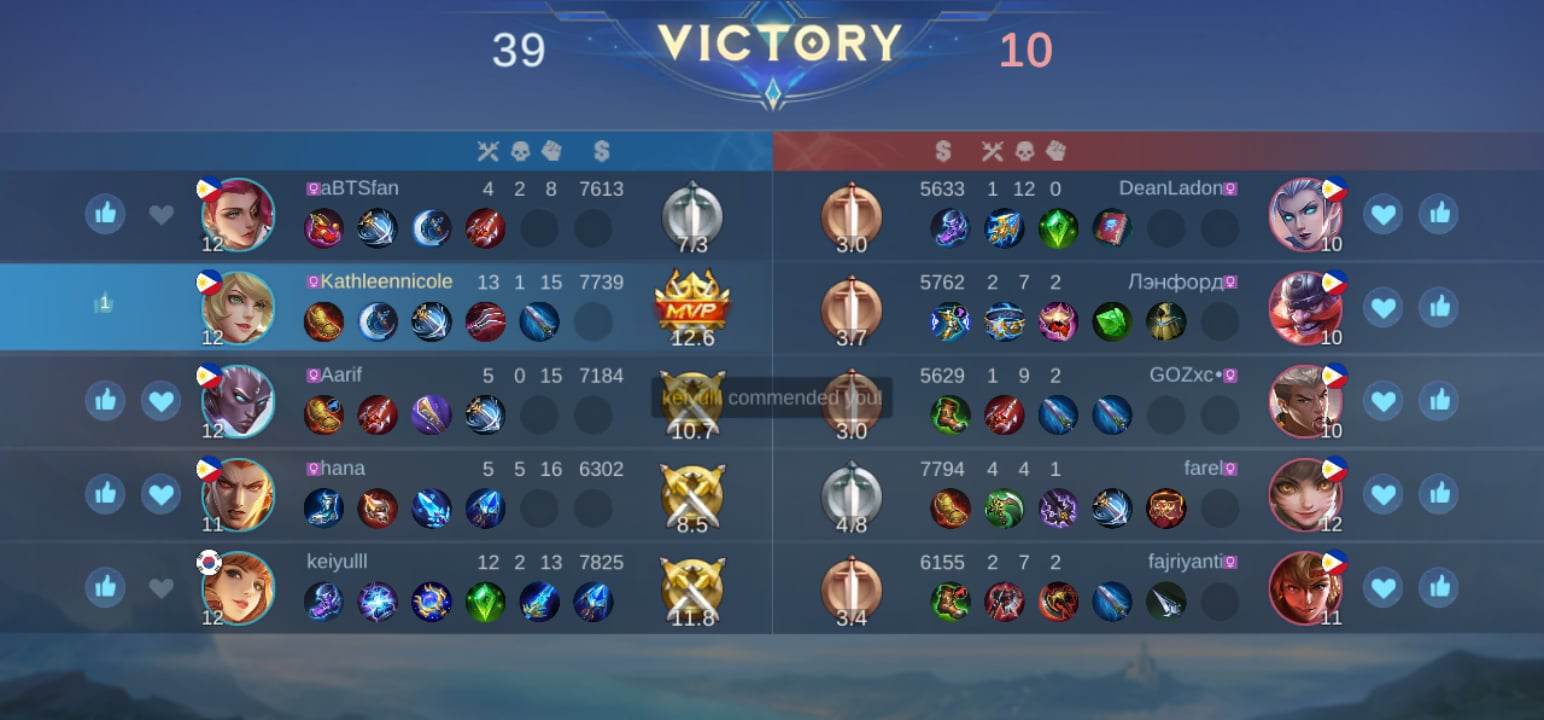 39 VICTORY 10
aBTSfan 4 2 8 7613
12 7.3
5633 1 12 0 DeanLadon
3.0 10
1
Kathleennicole 13 1 15 7739
MVP
12 12.6
5762 2 7 2 Лэнфорд
3.7 10
Aarif 5 0 15 7184
12 10.7
keiyulll commended you!
5629 1 9 2 GOZxc•
3.0 10
hana 5 5 16 6302
11 8.5
7794 4 4 1 farel
4.8 12
keiyulll 12 2 13 7825
12 11.8
6155 2 7 2 fajriyanti
3.4 11